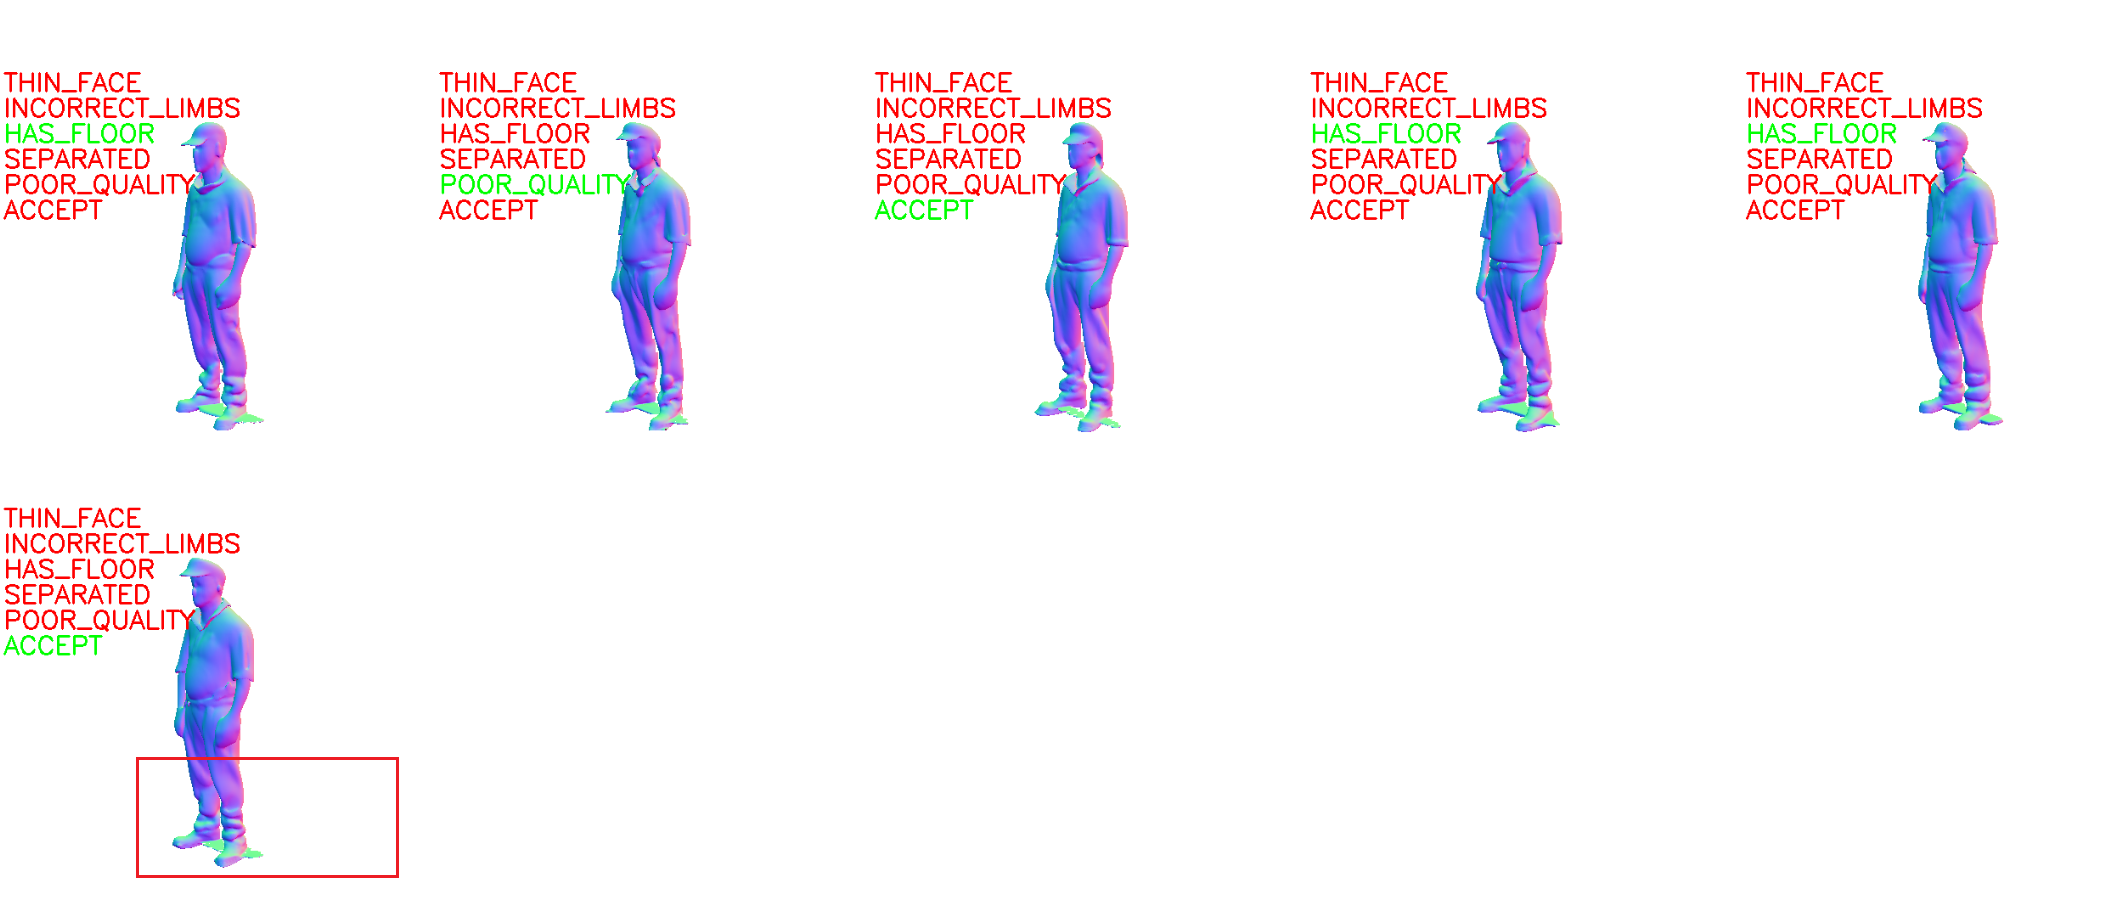 THIN_FACE
INCORRECT_LIMBS
HAS_FLOOR
SEPARATED
POOR_QUALITY
ACCEPT
THIN_FACE
INCORRECT_LIMBS
HAS_FLOOR
SEPARATED
POOR_QUALITY
ACCEPT
THIN_FACE
INCORRECT_LIMBS
HAS_FLOOR
SEPARATED
POOR_QUALITY
ACCEPT
THIN_FACE
INCORRECT_LIMBS
HAS_FLOOR
SEPARATED
POOR_QUALITY
ACCEPT
THIN_FACE
INCORRECT_LIMBS
HAS_FLOOR
SEPARATED
POOR_QUALITY
ACCEPT
THIN_FACE
INCORRECT_LIMBS
HAS_FLOOR
SEPARATED
POOR_QUALITY
ACCEPT